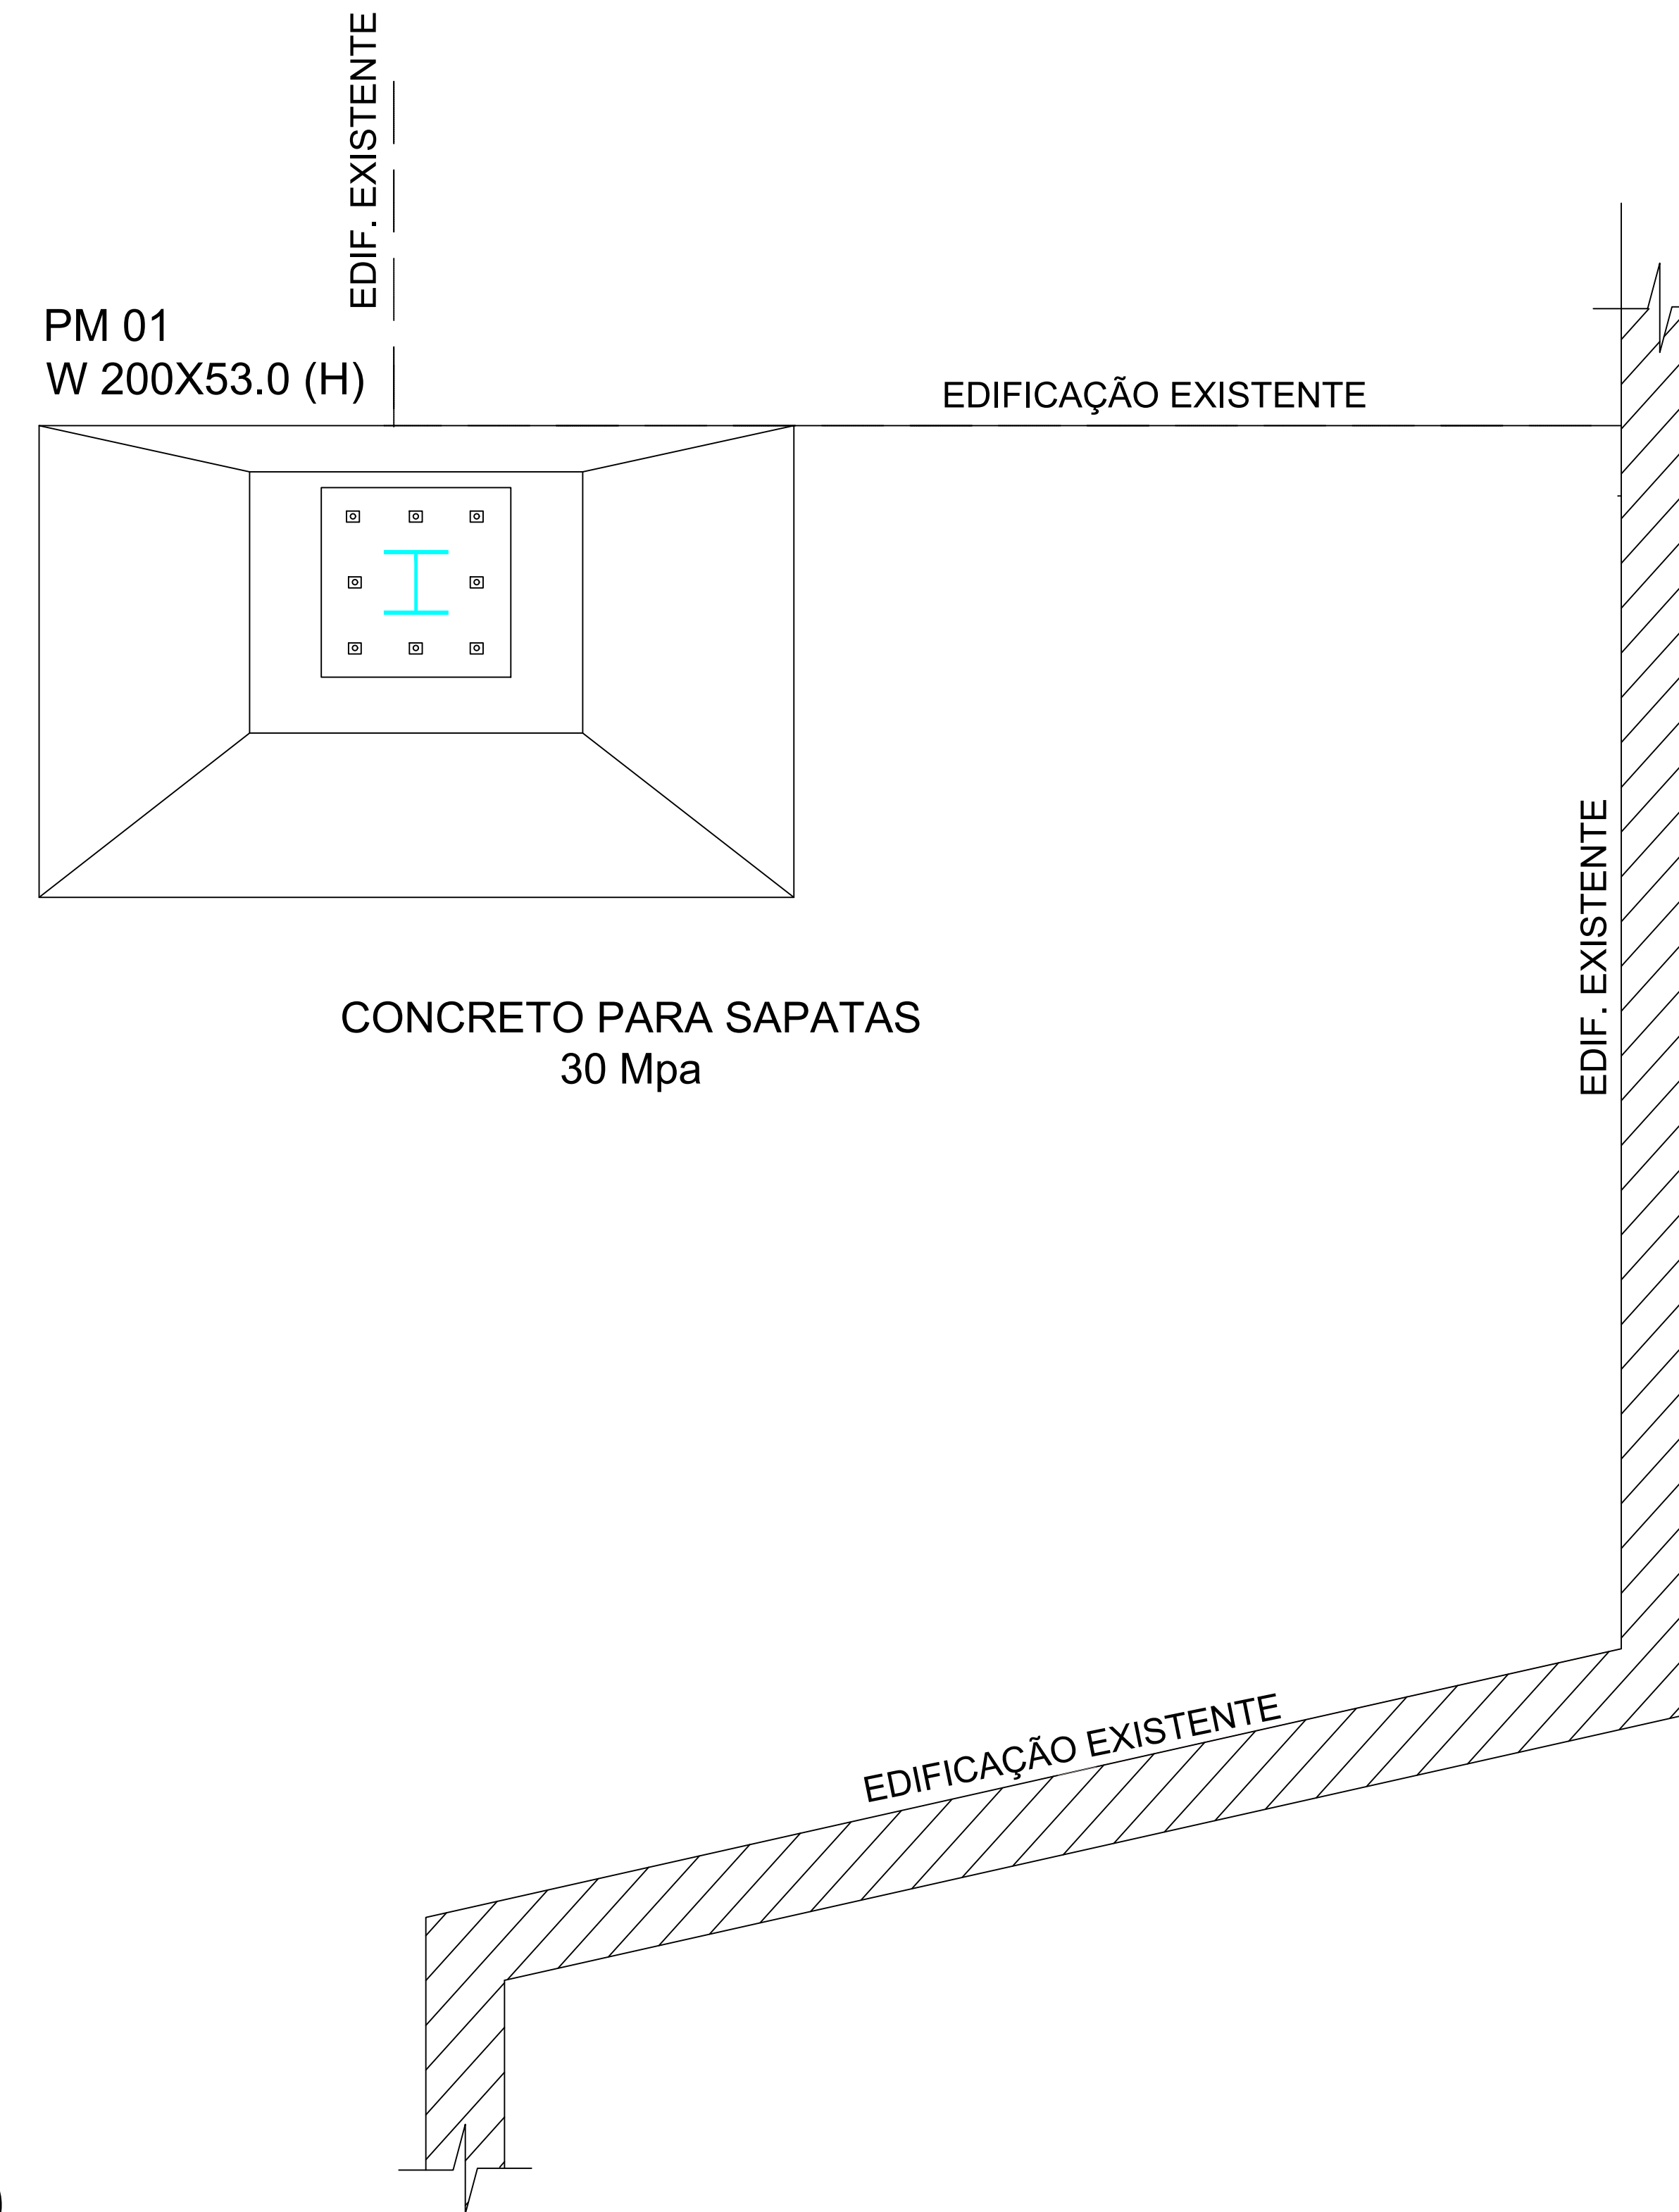 EDIF. EXISTENTE
PM 01
W 200X53.0 (H)
EDIFICAÇÃO EXISTENTE
EDIF. EXISTENTE
CONCRETO PARA SAPATAS
30 Mpa
EDIFICAÇÃO EXISTENTE